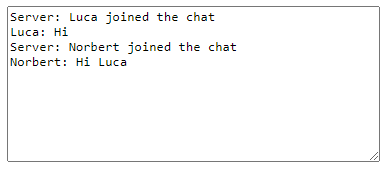 Server: Luca joined the chat
Luca: Hi
Server: Norbert joined the chat
Norbert: Hi Luca